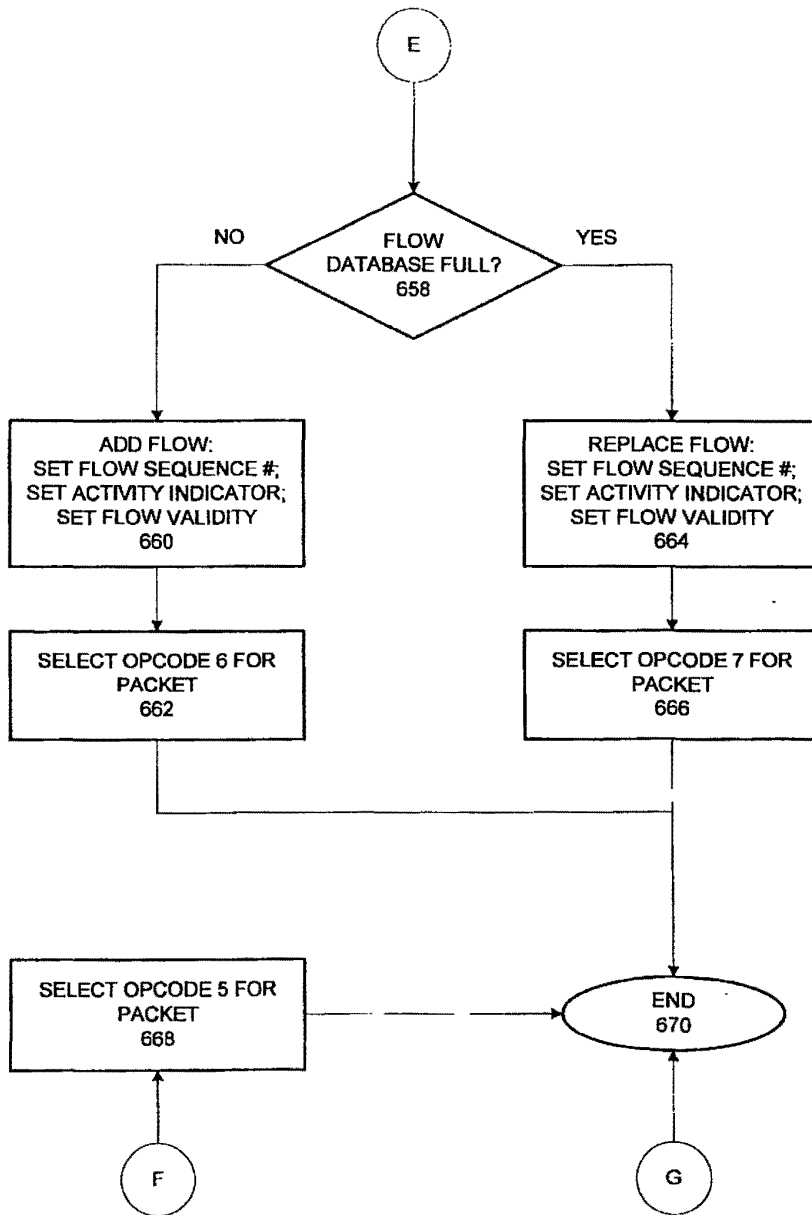 E
NO
YES
FLOW
DATABASE FULL?
658
ADD FLOW:
SET FLOW SEQUENCE #;
SET ACTIVITY INDICATOR;
SET FLOW VALIDITY
660
REPLACE FLOW:
SET FLOW SEQUENCE #;
SET ACTIVITY INDICATOR;
SET FLOW VALIDITY
664
SELECT OPCODE 6 FOR
PACKET
662
SELECT OPCODE 7 FOR
PACKET
666
SELECT OPCODE 5 FOR
PACKET
668
END
670
F
G